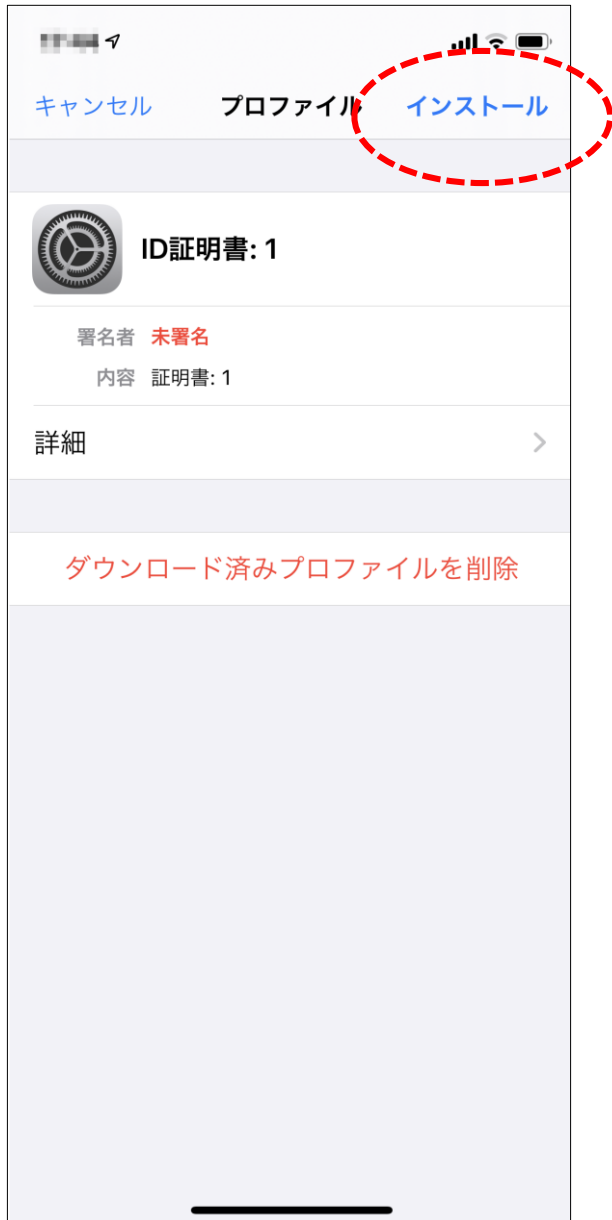 キャンセル プロファイル インストール
ID証明書: 1
署名者 未署名
内容 証明書: 1
詳細
ダウンロード済みプロファイルを削除